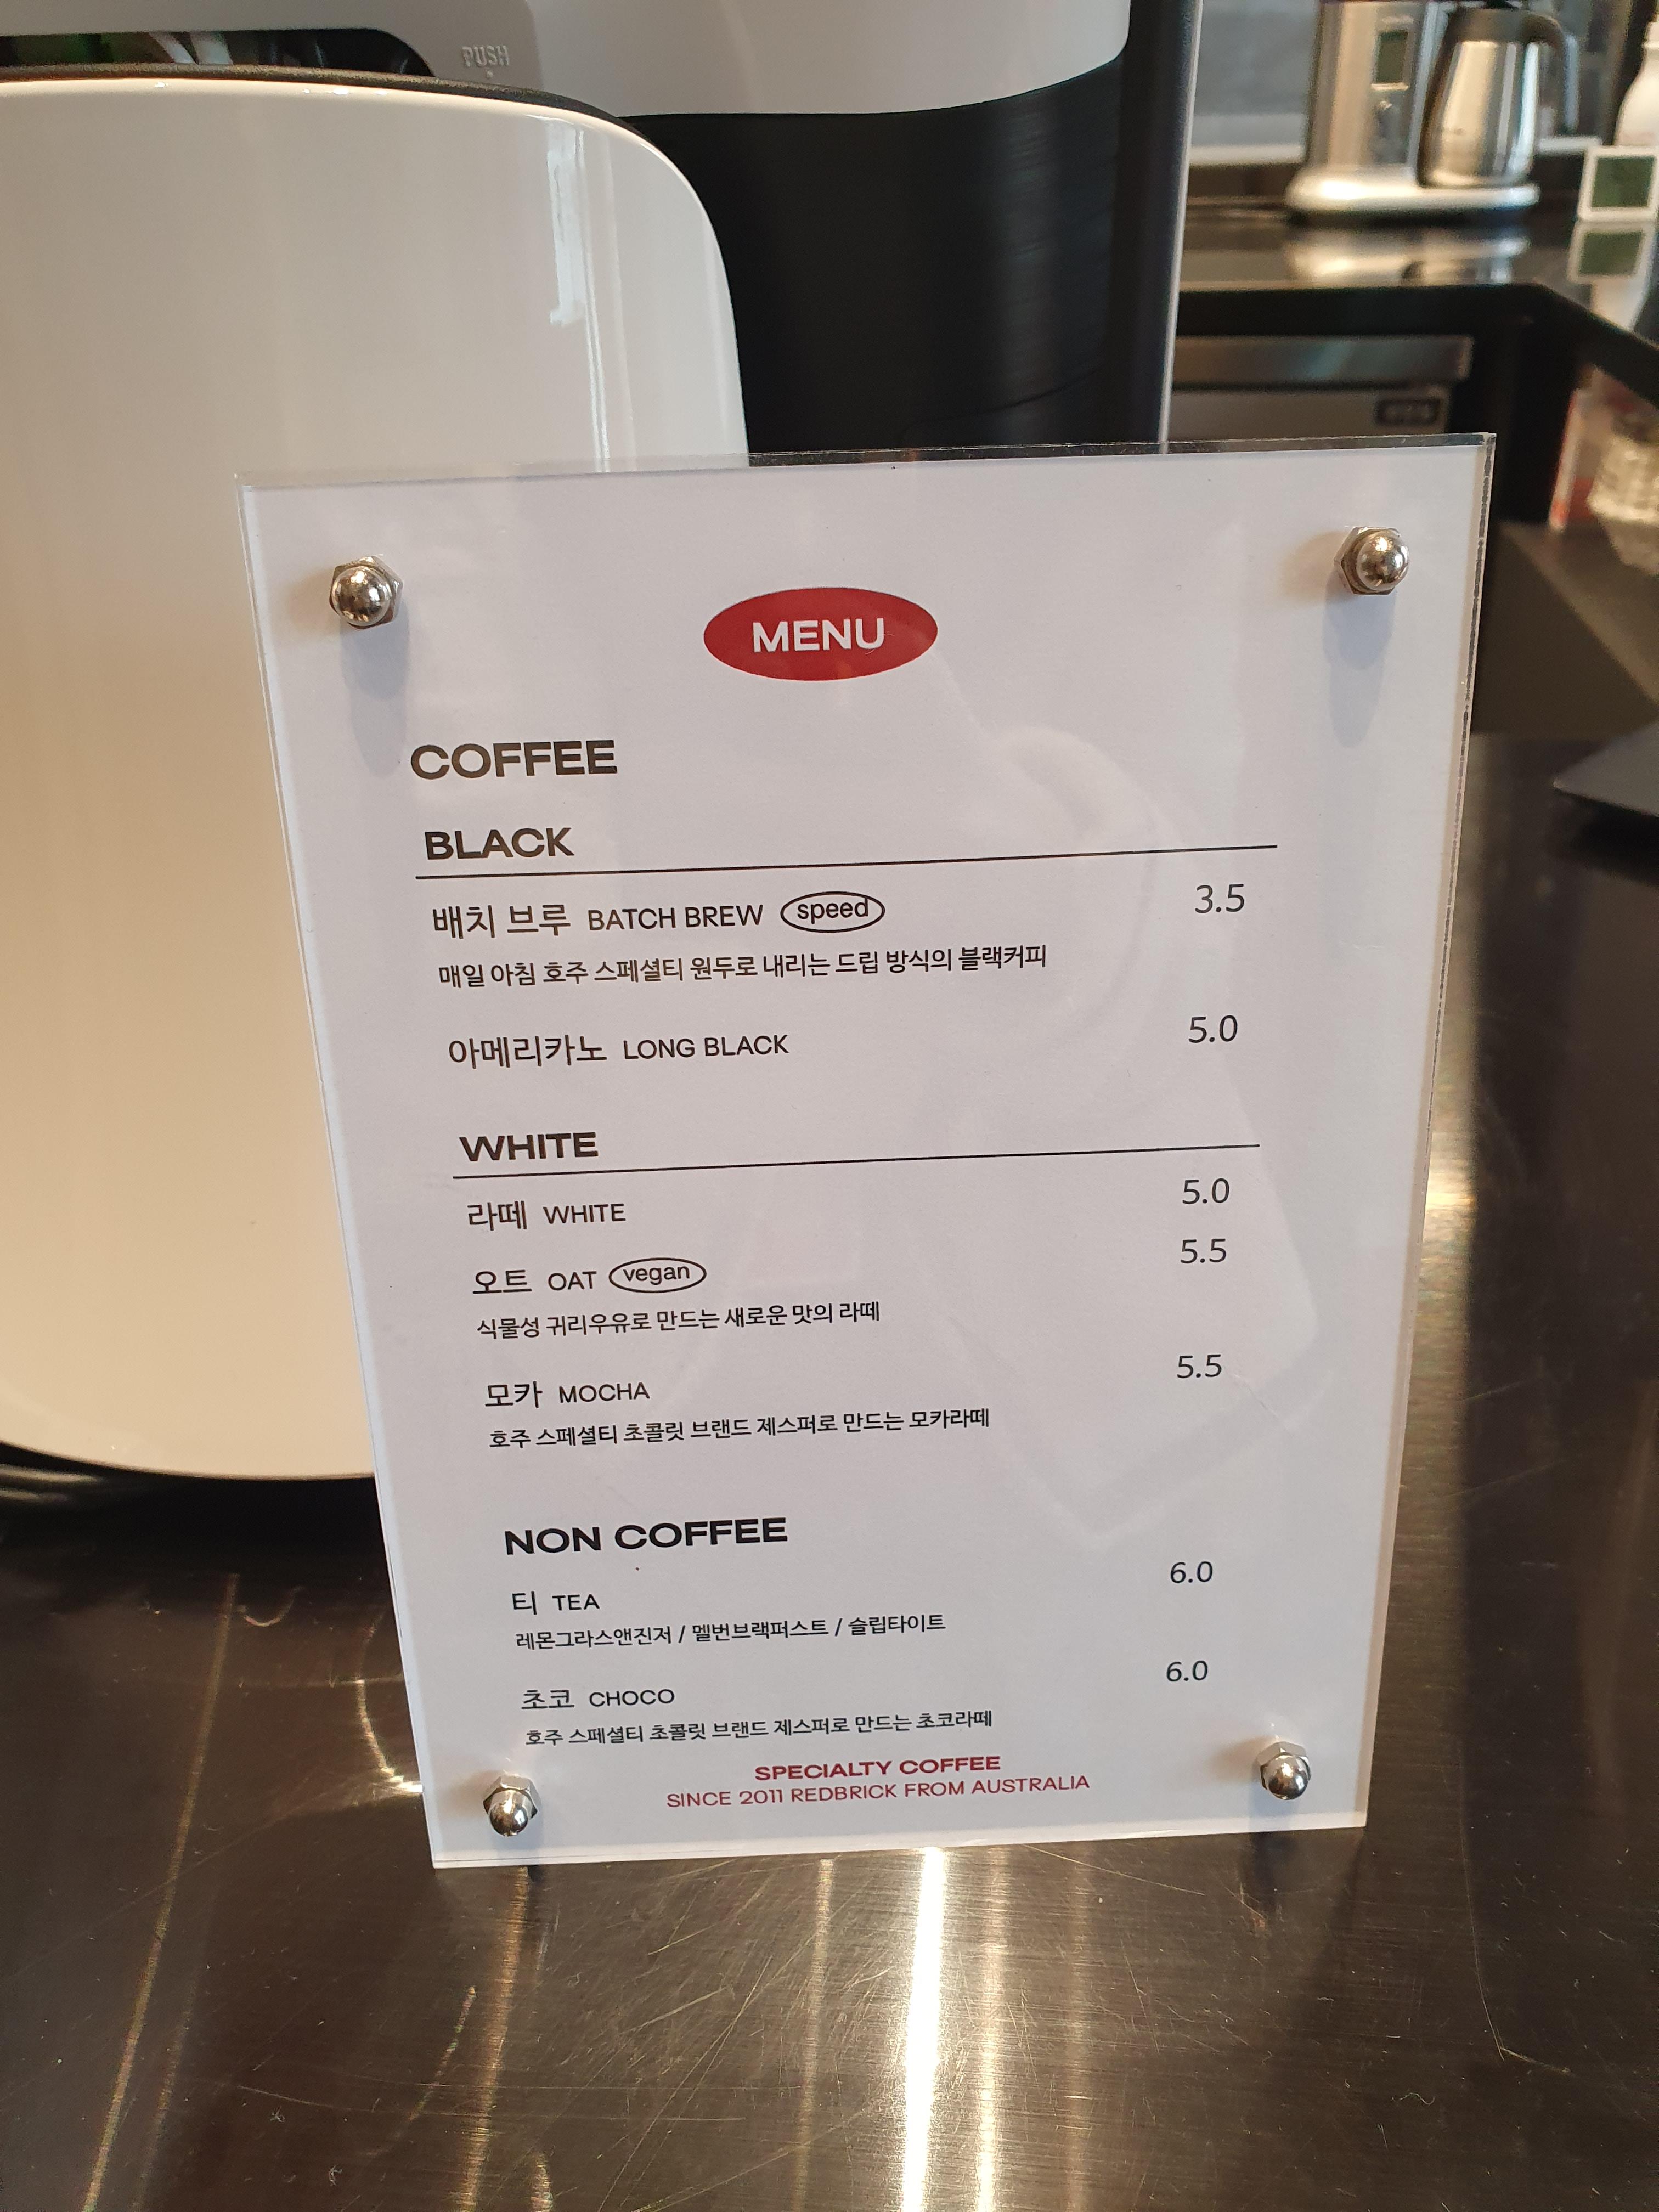 PUSH
MENU
COFFEE
BLACK
배치 브루 BATCH BREW speed 3.5
매일 아침 호주 스페셜티 원두로 내리는 드립 방식의 블랙커피
아메리카노 LONG BLACK 5.0
WHITE
라떼 WHITE 5.0
오트 OAT vegan 5.5
식물성 귀리우유로 만드는 새로운 맛의 라떼
모카 MOCHA 5.5
호주 스페셜티 초콜릿 브랜드 제스퍼로 만드는 모카라떼
NON COFFEE
티 TEA 6.0
레몬그라스앤진저 / 멜번브랙퍼스트 / 슬립타이트
초코 CHOCO 6.0
호주 스페셜티 초콜릿 브랜드 제스퍼로 만드는 초코라떼
SPECIALTY COFFEE
SINCE 2011 REDBRICK FROM AUSTRALIA